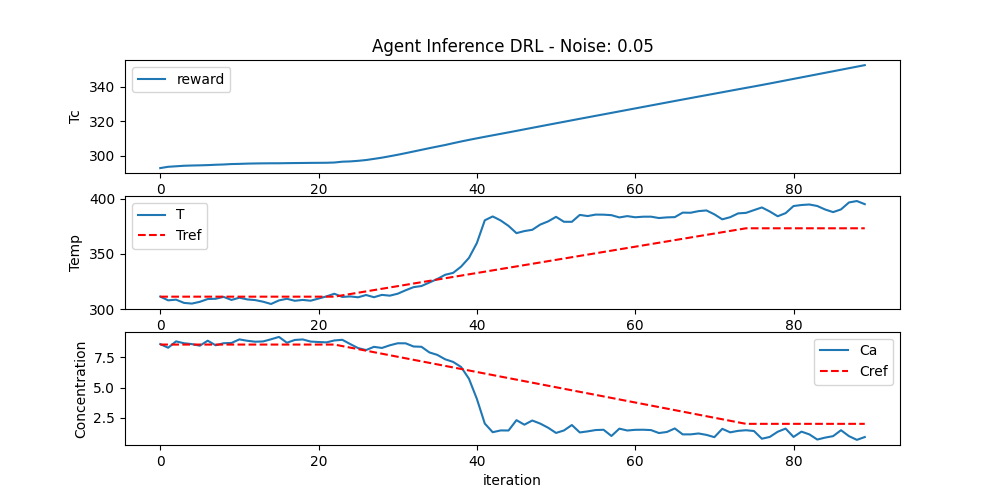 Agent Inference DRL - Noise: 0.05
Tc
340
320
300
reward
0 20 40 60 80
Temp
400
350
300
T
Tref
0 20 40 60 80
Concentration
7.5
5.0
2.5
Ca
Cref
0 20 40 60 80
iteration